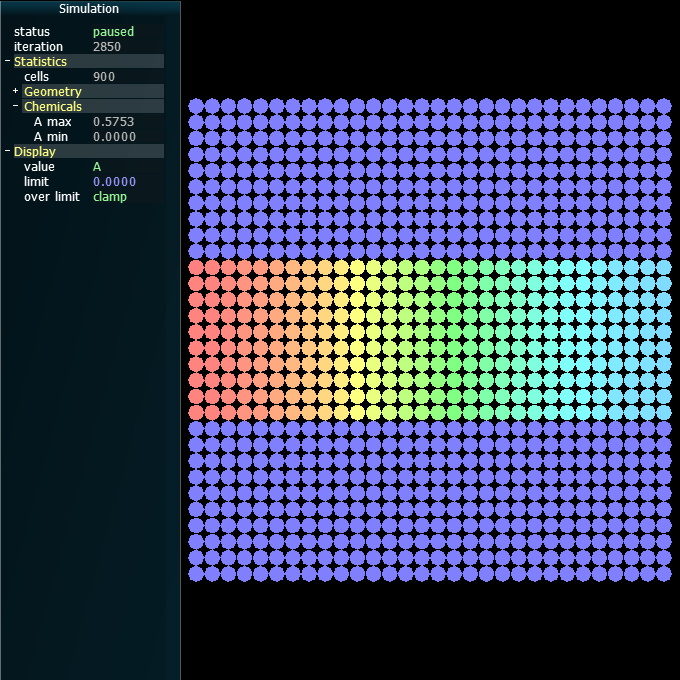 Simulation
status paused
iteration 2850
- Statistics
cells 900
+ Geometry
- Chemicals
A max 0.5753
A min 0.0000
- Display
value A
limit 0.0000
over limit clamp